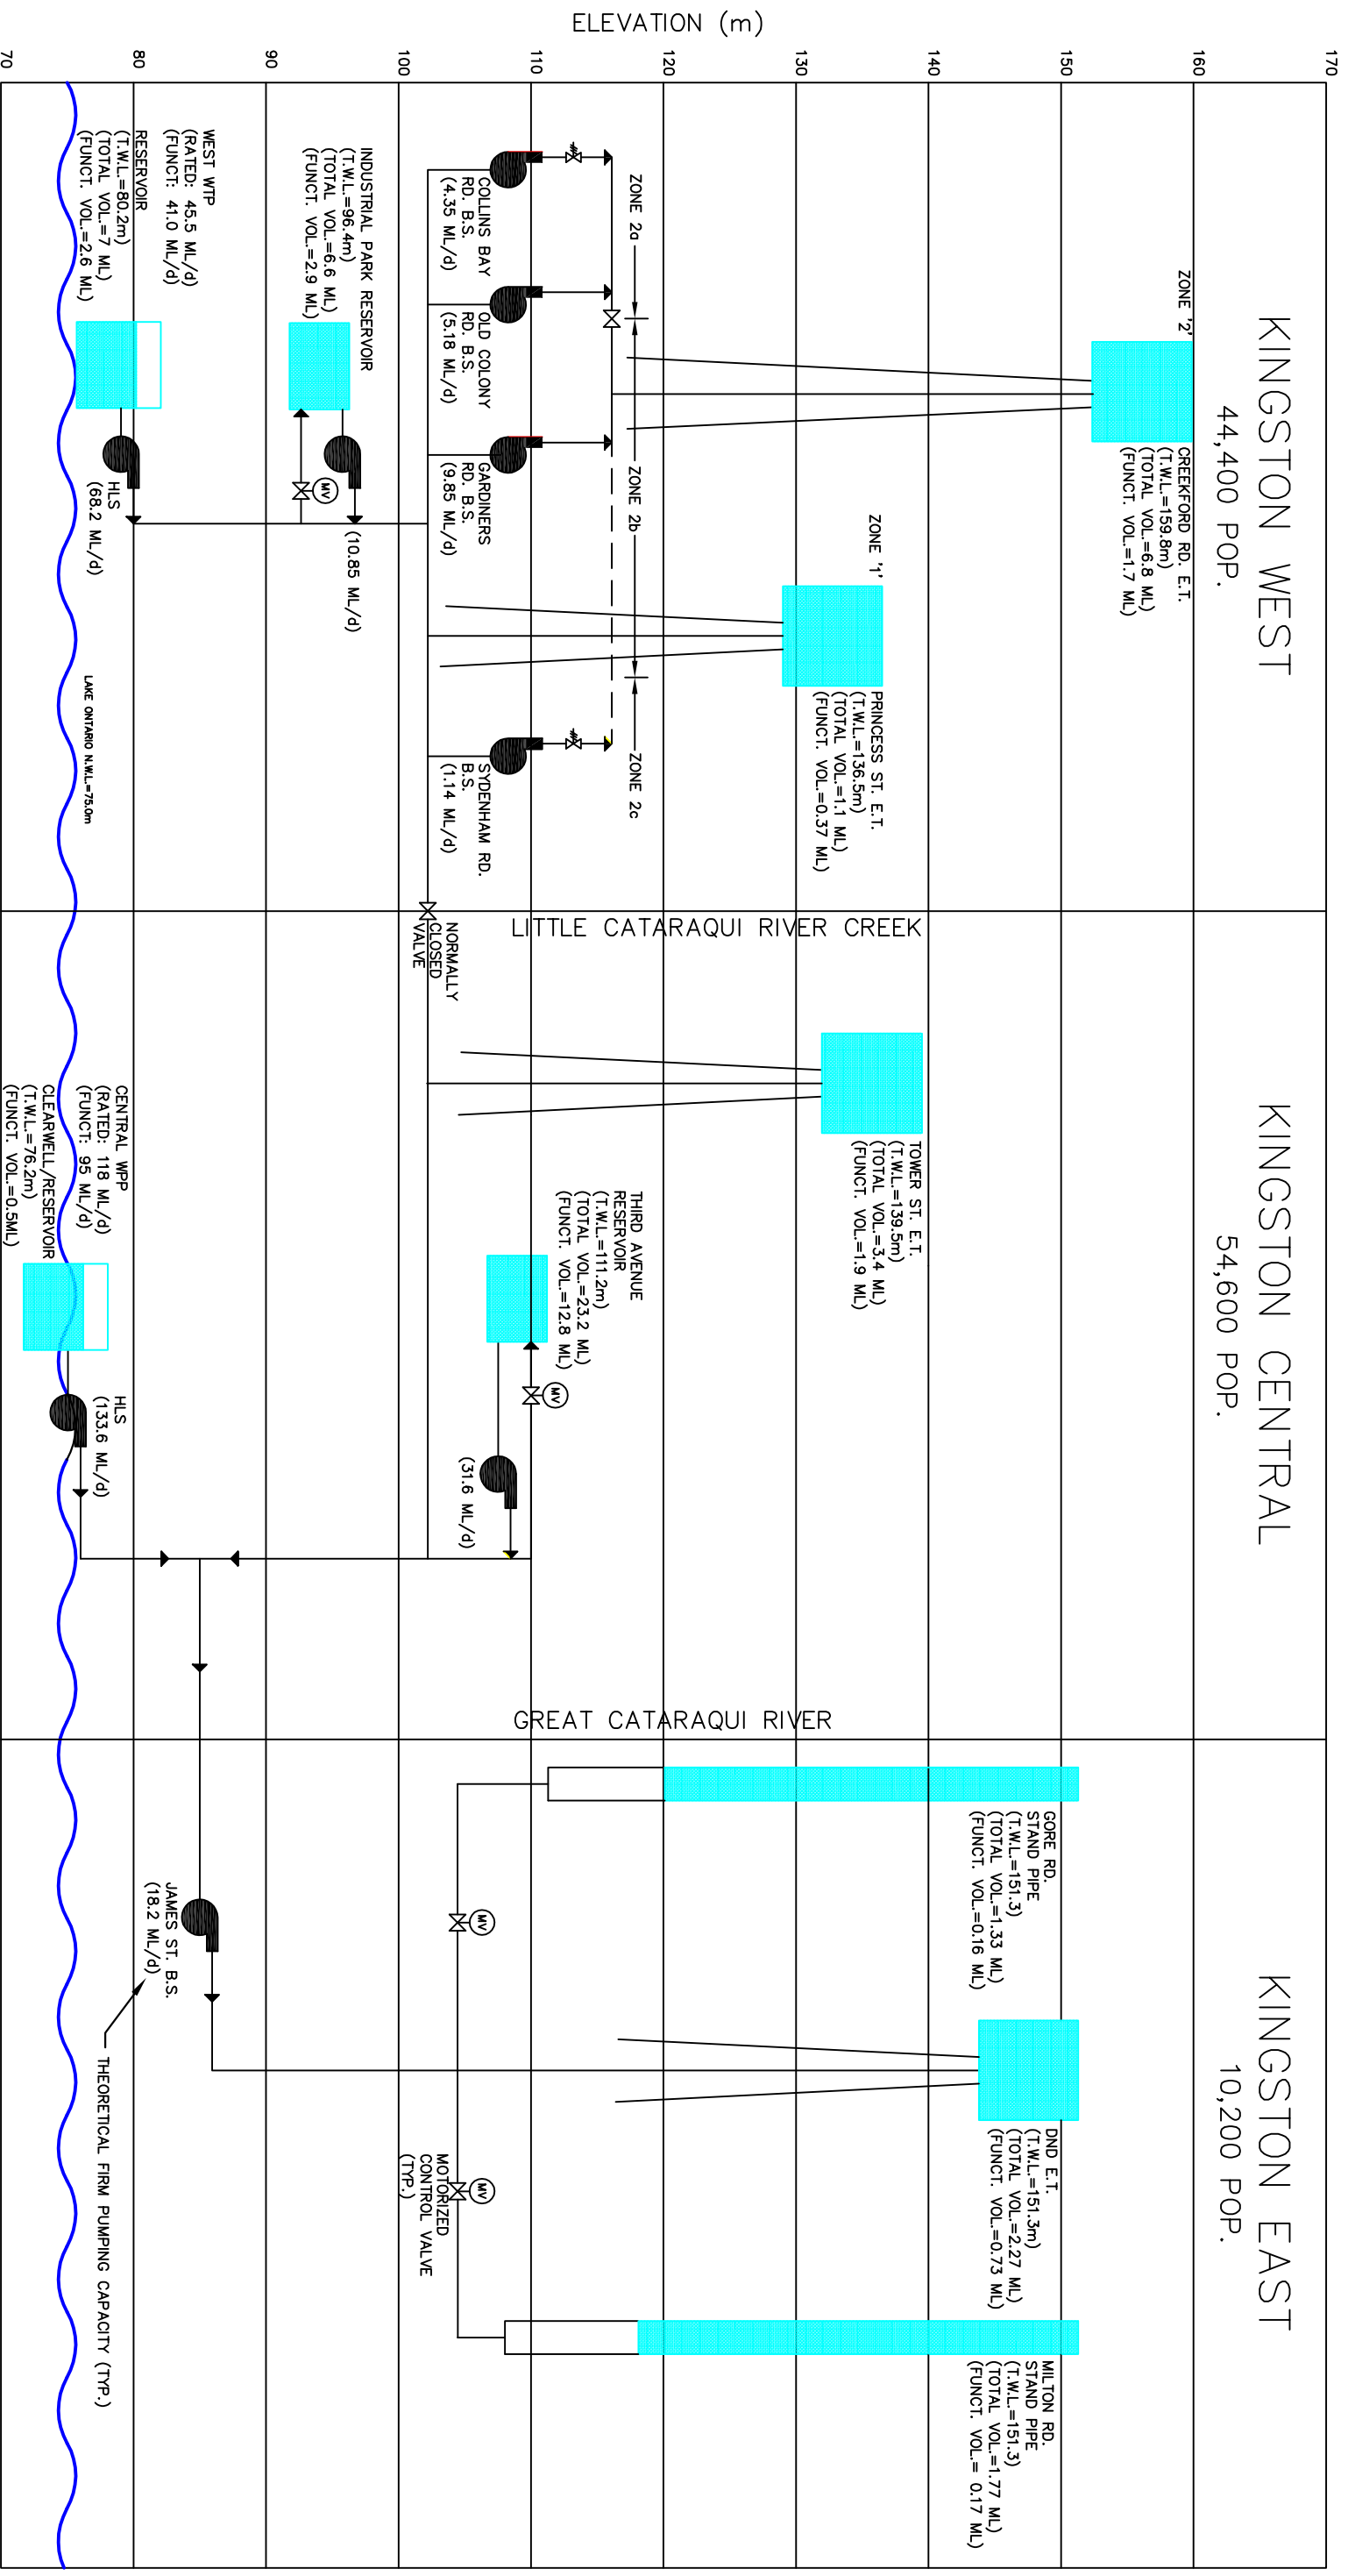 ELEVATION (m)
170
160
150
140
130
120
110
100
90
80
70
KINGSTON WEST
44,400 POP.
ZONE '2'
CREEKFORD RD. E.T.
(T.W.L.=159.8m)
(TOTAL VOL.=6.8 ML)
(FUNCT. VOL.=1.7 ML)
ZONE '1'
PRINCESS ST. E.T.
(T.W.L.=136.5m)
(TOTAL VOL.=1.1 ML)
(FUNCT. VOL.=0.37 ML)
ZONE 2a
ZONE 2b
ZONE 2c
COLLINS BAY
RD. B.S.
(4.35 ML/d)
OLD COLONY
RD. B.S.
(5.18 ML/d)
GARDINERS
RD. B.S.
(9.85 ML/d)
SYDENHAM RD.
B.S.
(1.14 ML/d)
INDUSTRIAL PARK RESERVOIR
(T.W.L.=96.4m)
(TOTAL VOL.=6.6 ML)
(FUNCT. VOL.=2.9 ML)
(10.85 ML/d)
MV
WEST WTP
(RATED: 45.5 ML/d)
(FUNCT: 41.0 ML/d)
RESERVOIR
(T.W.L.=80.2m)
(TOTAL VOL.=7 ML)
(FUNCT. VOL.=2.6 ML)
HLS
(68.2 ML/d)
LAKE ONTARIO N.W.L.=75.0m
LITTLE CATARAQUI RIVER CREEK
NORMALLY
CLOSED
VALVE
KINGSTON CENTRAL
54,600 POP.
TOWER ST. E.T.
(T.W.L.=139.5m)
(TOTAL VOL.=3.4 ML)
(FUNCT. VOL.=1.9 ML)
THIRD AVENUE
RESERVOIR
(T.W.L.=111.2m)
(TOTAL VOL.=23.2 ML)
(FUNCT. VOL.=12.8 ML)
MV
(31.6 ML/d)
CENTRAL WPP
(RATED: 118 ML/d)
(FUNCT: 95 ML/d)
CLEARWELL/RESERVOIR
(T.W.L.=76.2m)
(FUNCT. VOL.=0.5ML)
HLS
(133.6 ML/d)
GREAT CATARAQUI RIVER
KINGSTON EAST
10,200 POP.
GORE RD.
STAND PIPE
(T.W.L.=151.3)
(TOTAL VOL.=1.33 ML)
(FUNCT. VOL.=0.16 ML)
DND E.T.
(T.W.L.=151.3m)
(TOTAL VOL.=2.27 ML)
(FUNCT. VOL.=0.73 ML)
MILTON RD.
STAND PIPE
(T.W.L.=151.3)
(TOTAL VOL.=1.77 ML)
(FUNCT. VOL.= 0.17 ML)
MV
MV
MOTORIZED
CONTROL VALVE
(TYP.)
JAMES ST. B.S.
(18.2 ML/d)
THEORETICAL FIRM PUMPING CAPACITY (TYP.)